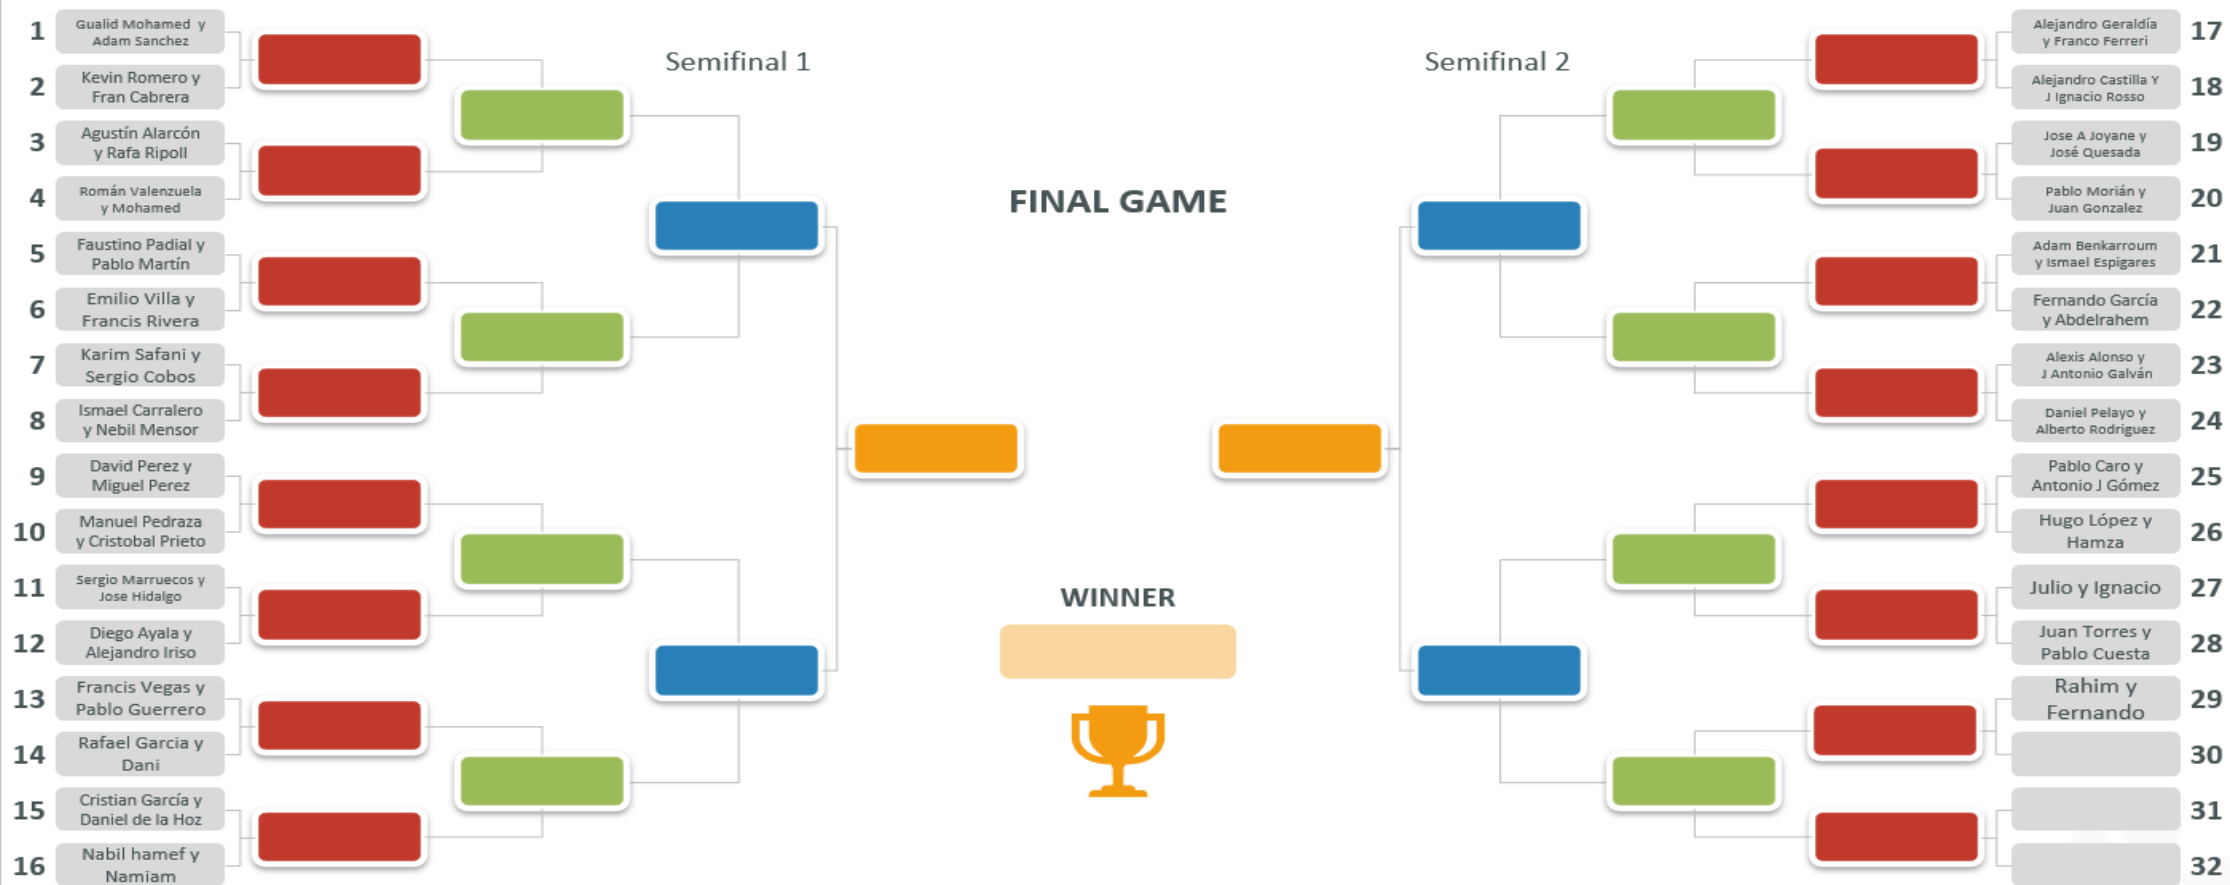 1
Gualid Mohamed y
Adam Sanchez
2
Kevin Romero y
Fran Cabrera
3
Agustín Alarcón
y Rafa Ripoll
4
Román Valenzuela
y Mohamed
5
Faustino Padial y
Pablo Martín
6
Emilio Villa y
Francis Rivera
7
Karim Safani y
Sergio Cobos
8
Ismael Carralero
y Nebil Mensor
9
David Perez y
Miguel Perez
10
Manuel Pedraza
y Cristobal Prieto
11
Sergio Marruecos y
Jose Hidalgo
12
Diego Ayala y
Alejandro Iriso
13
Francis Vegas y
Pablo Guerrero
14
Rafael Garcia y
Dani
15
Cristian García y
Daniel de la Hoz
16
Nabil hamef y
Namiam
Semifinal 1
FINAL GAME
WINNER
Semifinal 2
Alejandro Geraldía
y Franco Ferreri
17
Alejandro Castilla Y
J Ignacio Rosso
18
Jose A Joyane y
José Quesada
19
Pablo Morián y
Juan Gonzalez
20
Adam Benkarroum
y Ismael Espigares
21
Fernando García
y Abdelrahem
22
Alexis Alonso y
J Antonio Galván
23
Daniel Pelayo y
Alberto Rodriguez
24
Pablo Caro y
Antonio J Gómez
25
Hugo López y
Hamza
26
Julio y Ignacio
27
Juan Torres y
Pablo Cuesta
28
Rahim y
Fernando
29
30
31
32